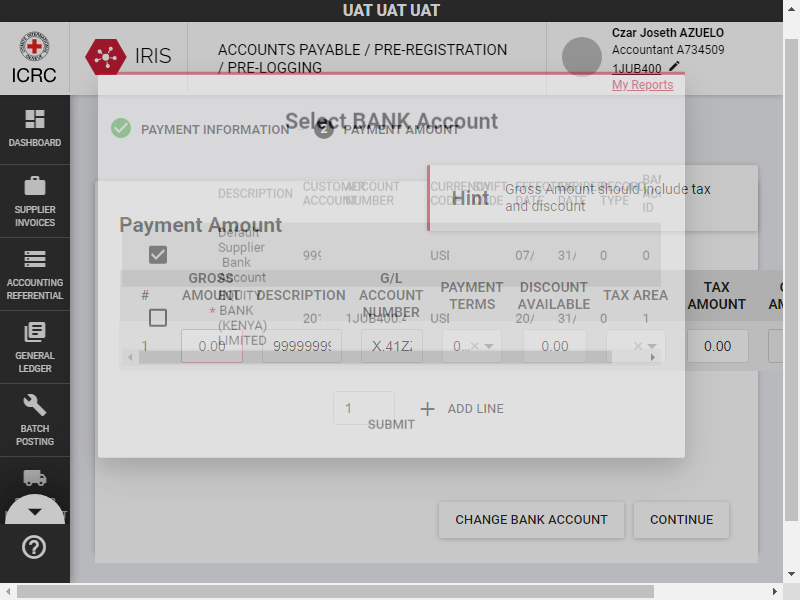 UAT UAT UAT
ICRC
IRIS
ACCOUNTS PAYABLE / PRE-REGISTRATION
/ PRE-LOGGING
Czar Joseth AZUELO
Accountant A734509
1JUB400
My Reports
DASHBOARD
SUPPLIER
INVOICES
ACCOUNTING
REFERENTIAL
GENERAL
LEDGER
BATCH
POSTING
PAYMENT INFORMATION
2 PAYMENT AMOUNT
Select BANK Account
Hint
Gross Amount should include tax
and discount
Payment Amount
DESCRIPTION
CUSTOMER
ACCOUNT
ACCOUNT
NUMBER
CURRENCY
CODE
SWIFT
CODE
EFFECTIVE
DATE
EXPIRED
DATE
RECORD
TYPE
ID
Default
Supplier
Bank
Account
999
USD
07/
31/
0
0
EQUITY
BANK
(KENYA)
LIMITED
201
1JUB400.4
USD
20/
31/
0
1
SUBMIT
#
GROSS
AMOUNT
*
DESCRIPTION
G/L
ACCOUNT
NUMBER
PAYMENT
TERMS
DISCOUNT
AVAILABLE
TAX AREA
TAX
AMOUNT
1
0.00
99999999
X.41Z
0...
0.00
0.00
1
ADD LINE
CHANGE BANK ACCOUNT
CONTINUE